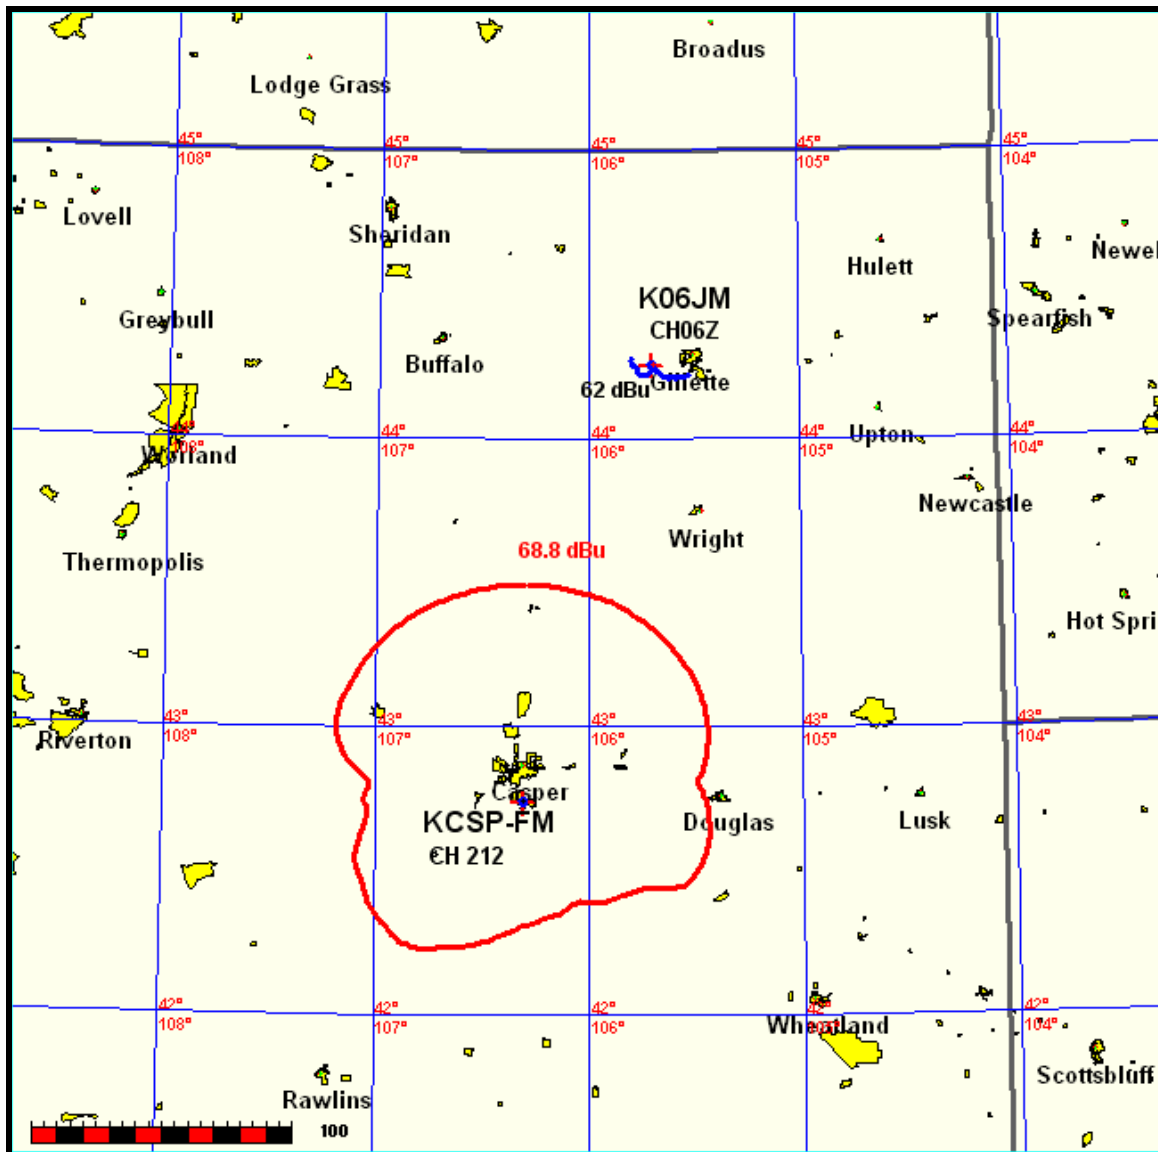 Broadus
Lodge Grass
45°
108°
45°
107°
45°
106°
45°
105°
45°
104°
Lovell
Sheridan
Hulett
Newel
Greybull
K06JM
CH06Z
Spearfish
Buffalo
62 dBu
Gillette
44°
107°
44°
106°
44°
105°
44°
104°
Upton
Worland
Newcastle
Wright
Thermopolis
68.8 dBu
Hot Spri
43°
108°
43°
107°
43°
106°
43°
105°
43°
104°
Riverton
Casper
KCSP-FM
CH 212
Douglas
Lusk
42°
108°
42°
107°
42°
106°
42°
104°
Wheatland
Scottsbluff
Rawlins
100